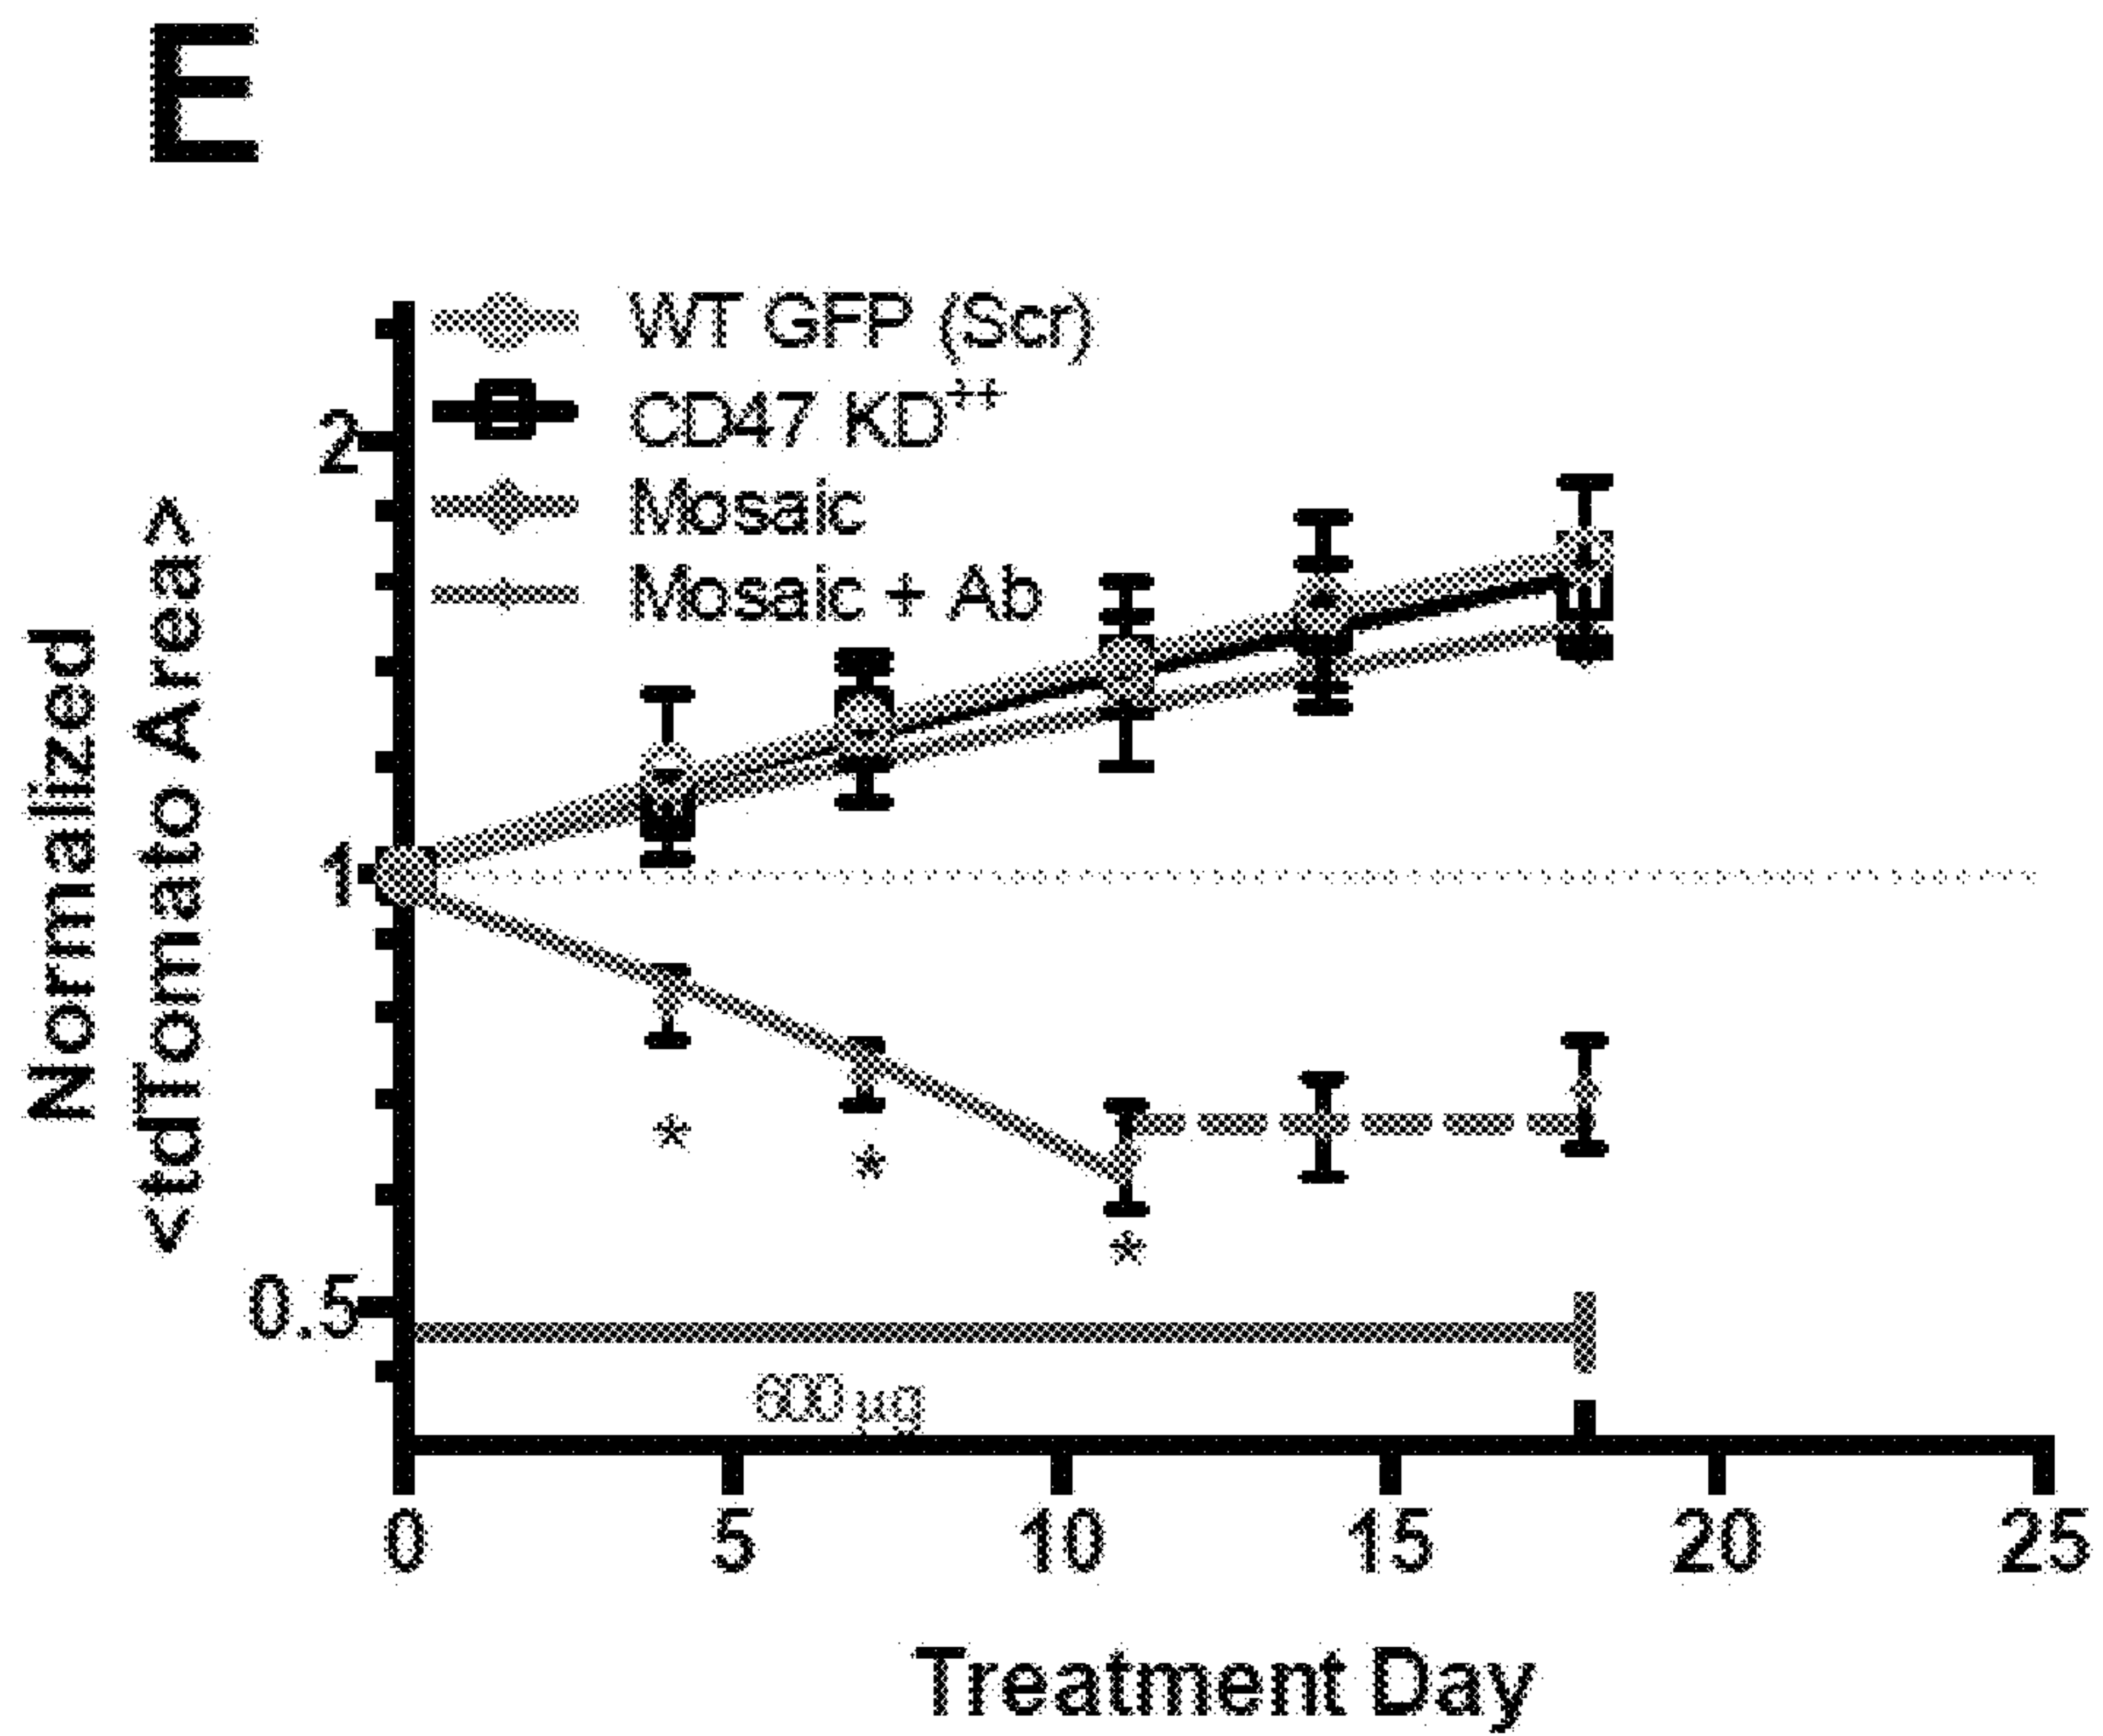 E
WT GFP (Scr)
CD47 KD++
Mosaic
Mosaic + Ab
Normalized
<tdTomato Area>
2
1
0.5
*
*
*
600 µg
0 5 10 15 20 25
Treatment Day